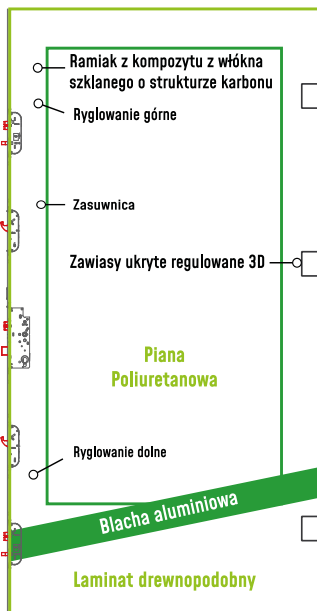 Ramiak z kompozytu z włókna
szklanego o strukturze karbonu
Ryglowanie górne
Zasuwnica
Zawiasy ukryte regulowane 3D
Piana
Poliuretanowa
Ryglowanie dolne
Blacha aluminiowa
Laminat drewnopodobny